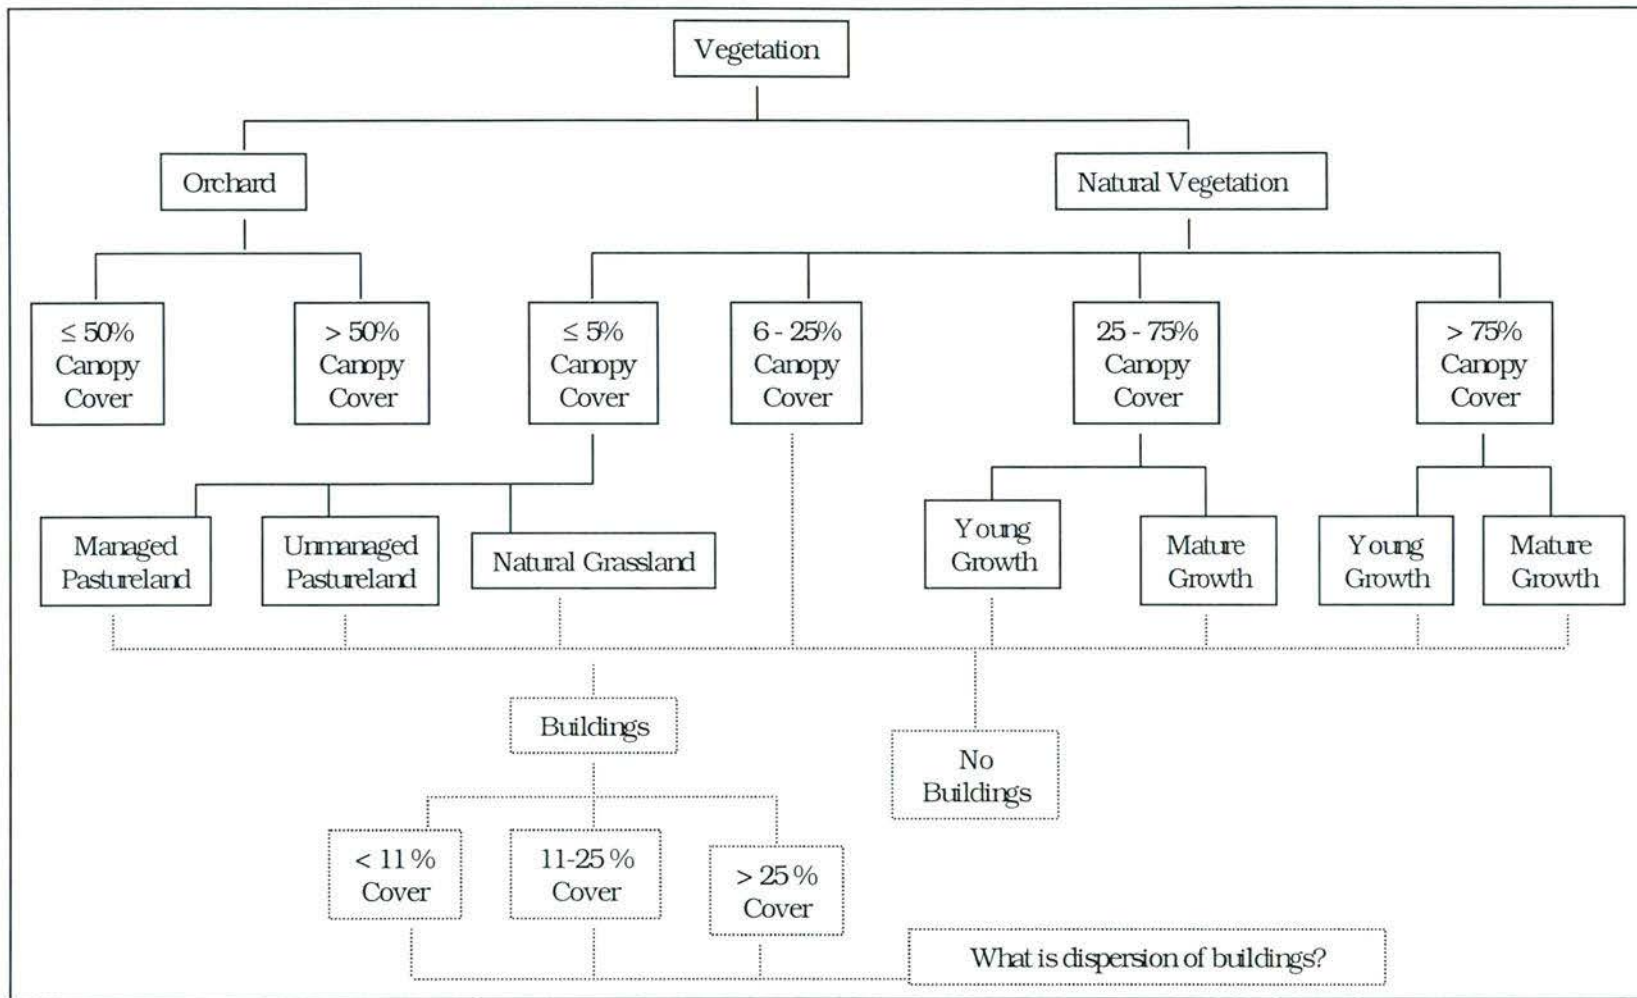 Vegetation
Orchard
Natural Vegetation
≤ 50%
Canopy
Cover
> 50%
Canopy
Cover
≤ 5%
Canopy
Cover
6 - 25%
Canopy
Cover
25 - 75%
Canopy
Cover
> 75%
Canopy
Cover
Managed
Pastureland
Unmanaged
Pastureland
Natural Grassland
Young
Growth
Mature
Growth
Young
Growth
Mature
Growth
Buildings
No
Buildings
< 11 %
Cover
11-25 %
Cover
> 25 %
Cover
What is dispersion of buildings?